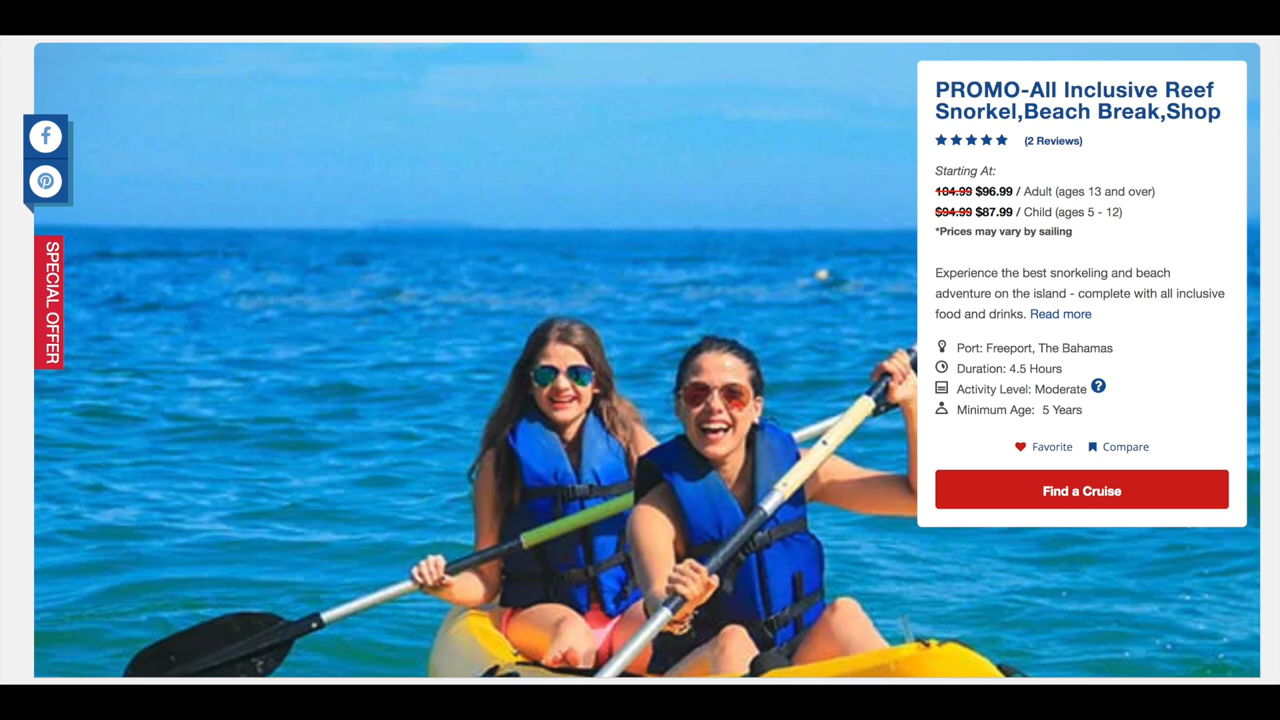 SPECIAL OFFER
PROMO-All Inclusive Reef
Snorkel,Beach Break,Shop
(2 Reviews)
Starting At:
104.99 $96.99 / Adult (ages 13 and over)
$94.99 $87.99 / Child (ages 5 - 12)
*Prices may vary by sailing
Experience the best snorkeling and beach
adventure on the island - complete with all inclusive
food and drinks. Read more
Port: Freeport, The Bahamas
Duration: 4.5 Hours
Activity Level: Moderate ?
Minimum Age: 5 Years
Favorite Compare
Find a Cruise